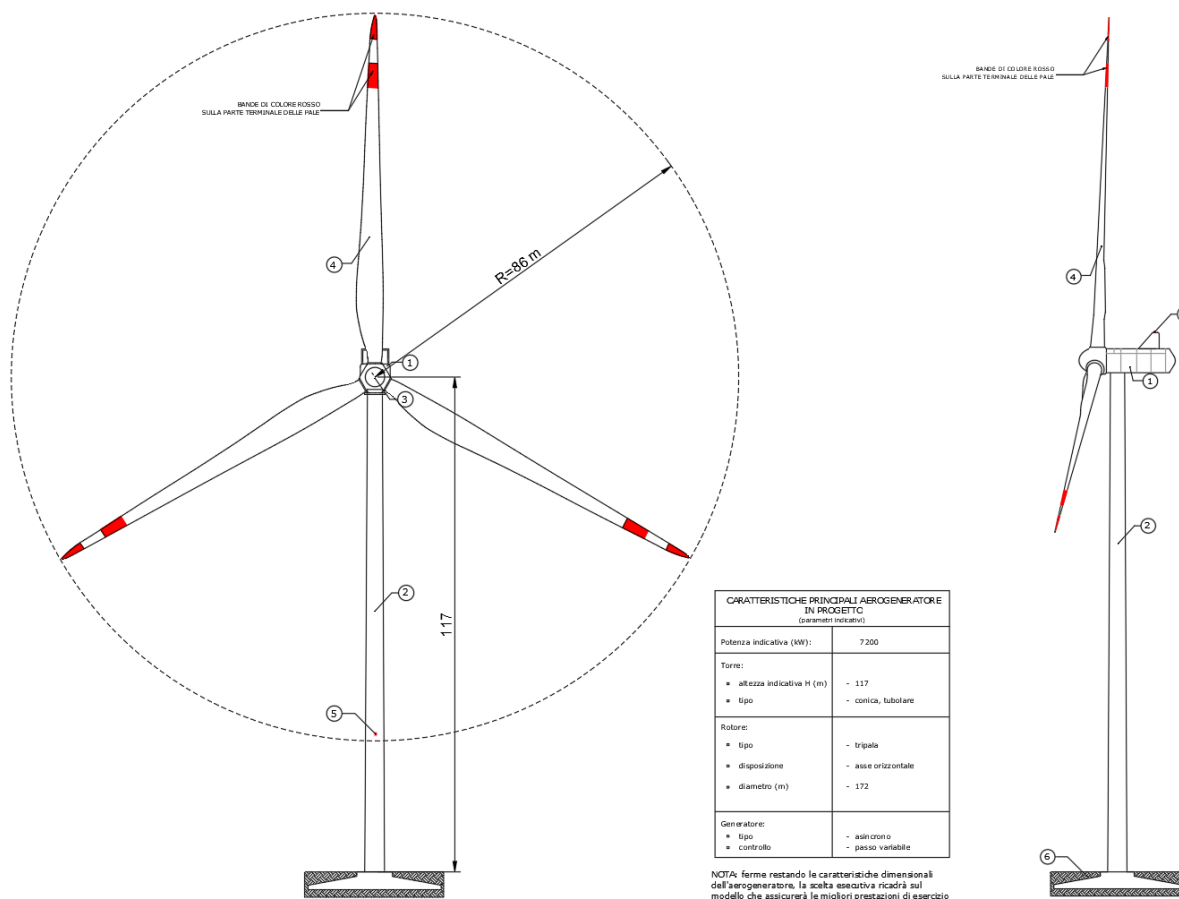 BANDE DI COLORE ROSSO
SULLA PARTE TERMINALE DELLE PALE
R=86 m
4
1
3
2
117
5
BANDE DI COLORE ROSSO
SULLA PARTE TERMINALE DELLE PALE
4
1
2
6
CARATTERISTICHE PRINCIPALI AEROGENERATORE
IN PROGETTO
(parametri indicativi)
Potenza indicativa (kW): 7200
Torre:
altezza indicativa H (m) - 117
tipo - conica, tubolare
Rotore:
tipo - tripala
disposizione - asse orizzontale
diametro (m) - 172
Generatore:
tipo - asincrono
controllo - passo variabile
NOTA: ferme restando le caratteristiche dimensionali
dell'aerogeneratore, la scelta esecutiva ricadrà sul
modello che assicurerà le migliori prestazioni di esercizio